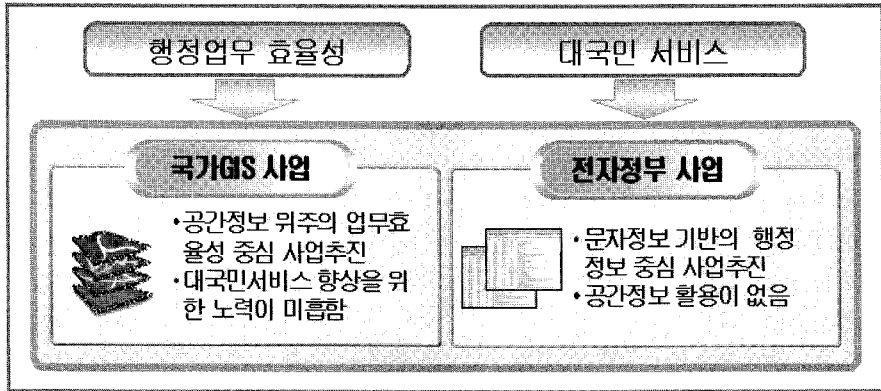 행정업무 효율성
대국민 서비스
국가GIS 사업
•공간정보 위주의 업무효
율성 중심 사업추진
•대국민서비스 향상을 위
한 노력이 미흡함
전자정부 사업
•문자정보 기반의 행정
정보 중심 사업추진
•공간정보 활용이 없음